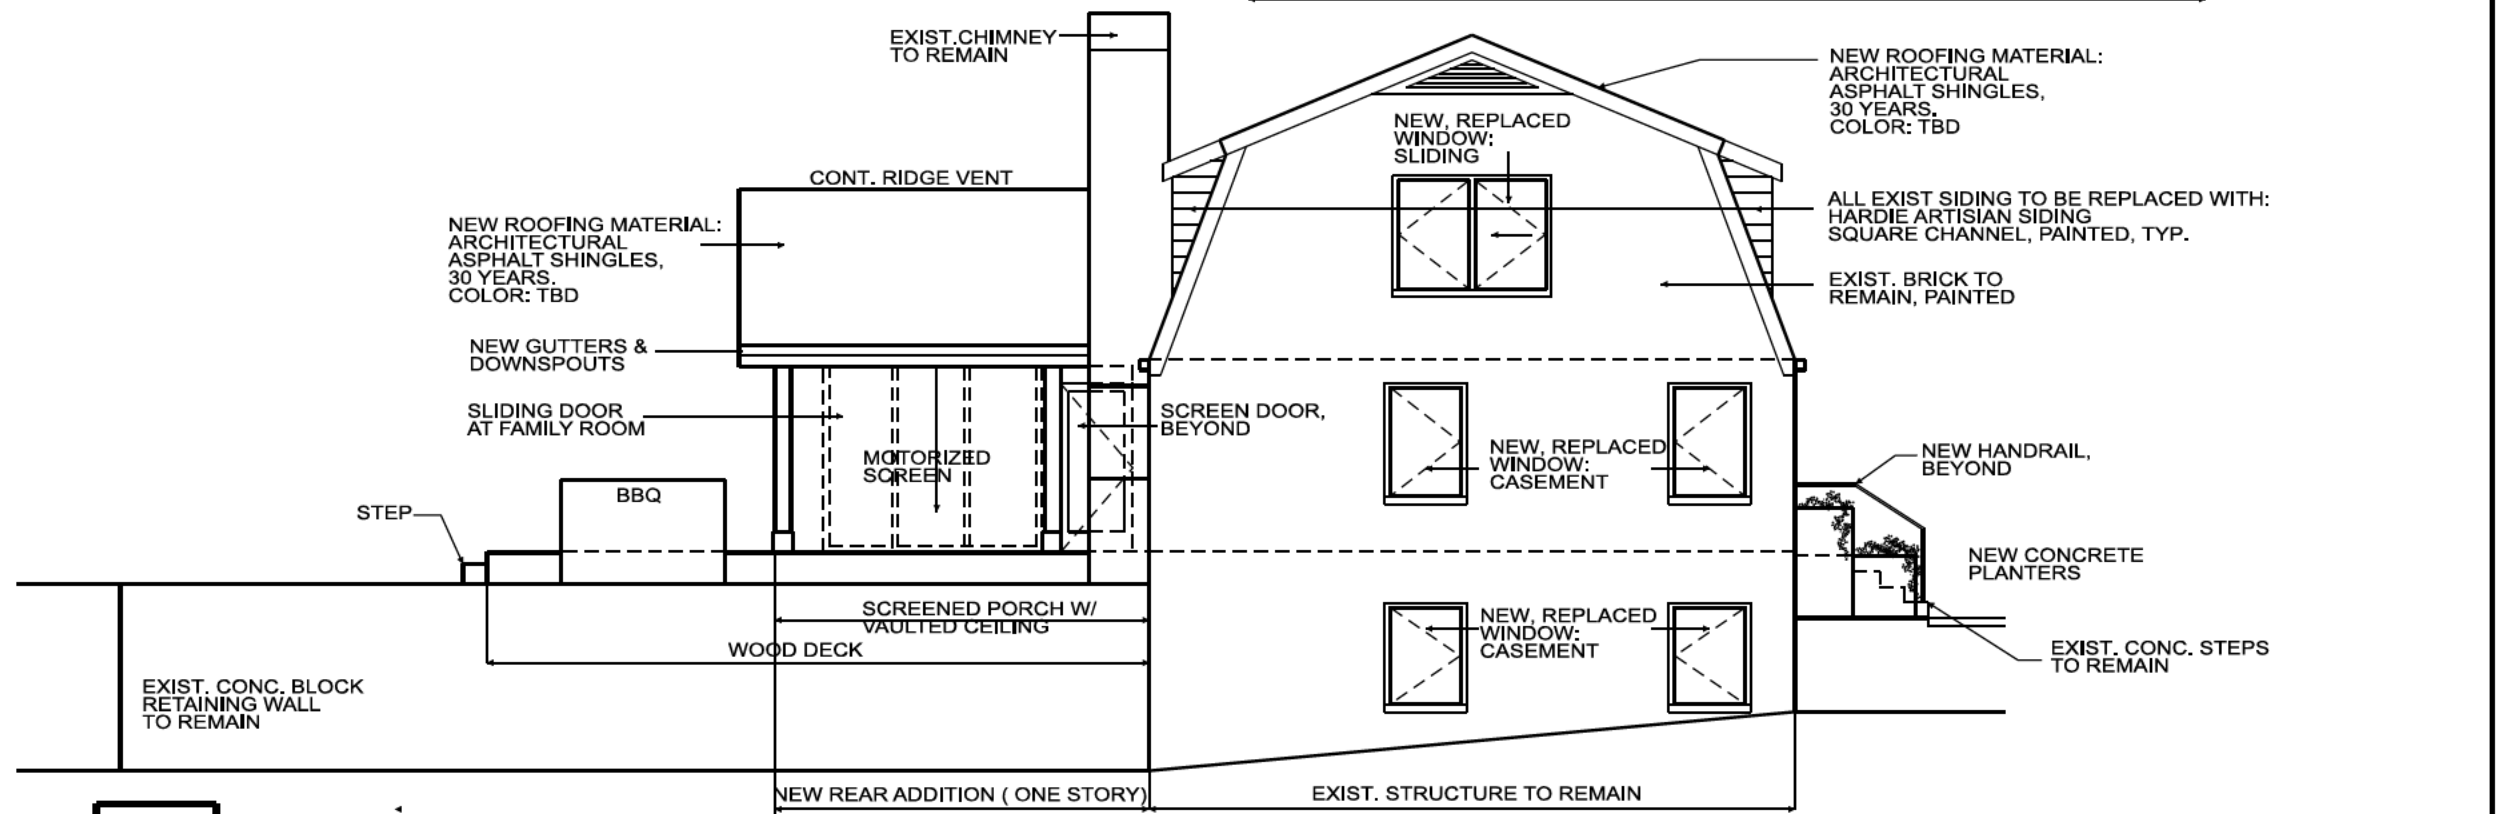 EXIST.CHIMNEY
TO REMAIN
NEW ROOFING MATERIAL:
ARCHITECTURAL
ASPHALT SHINGLES,
30 YEARS.
COLOR: TBD
NEW, REPLACED
WINDOW:
SLIDING
CONT. RIDGE VENT
NEW ROOFING MATERIAL:
ARCHITECTURAL
ASPHALT SHINGLES,
30 YEARS.
COLOR: TBD
ALL EXIST SIDING TO BE REPLACED WITH:
HARDIE ARTISIAN SIDING
SQUARE CHANNEL, PAINTED, TYP.
EXIST. BRICK TO
REMAIN, PAINTED
NEW GUTTERS &
DOWNSPOUTS
SLIDING DOOR
AT FAMILY ROOM
SCREEN DOOR,
BEYOND
MOTORIZED
SCREEN
NEW, REPLACED
WINDOW:
CASEMENT
NEW HANDRAIL,
BEYOND
BBQ
STEP
NEW CONCRETE
PLANTERS
SCREENED PORCH W/
VAULTED CEILING
NEW, REPLACED
WINDOW:
CASEMENT
WOOD DECK
EXIST. CONC. STEPS
TO REMAIN
EXIST. CONC. BLOCK
RETAINING WALL
TO REMAIN
NEW REAR ADDITION ( ONE STORY)
EXIST. STRUCTURE TO REMAIN